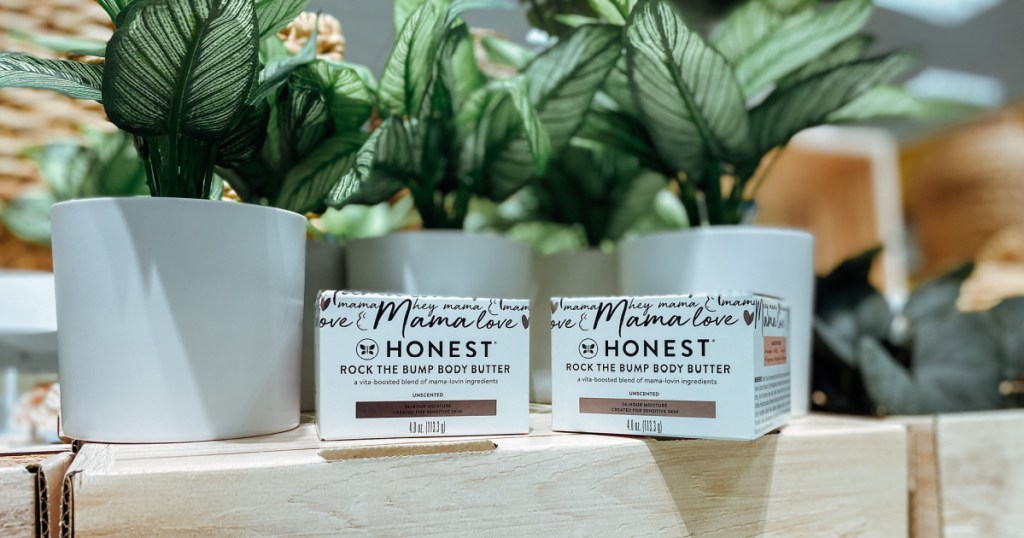 mama hey mama & mama
love & Mama love
HONEST®
ROCK THE BUMP BODY BUTTER
a vita-boosted blend of mama-lovin ingredients
UNSCENTED
24-HOUR MOISTURE
CREATED FOR SENSITIVE SKIN
4.0 oz. (113.3 g)
mama hey mama & mama
love & Mama love
HONEST®
ROCK THE BUMP BODY BUTTER
a vita-boosted blend of mama-lovin ingredients
UNSCENTED
24-HOUR MOISTURE
CREATED FOR SENSITIVE SKIN
4.0 oz. (113.3 g)
Mama